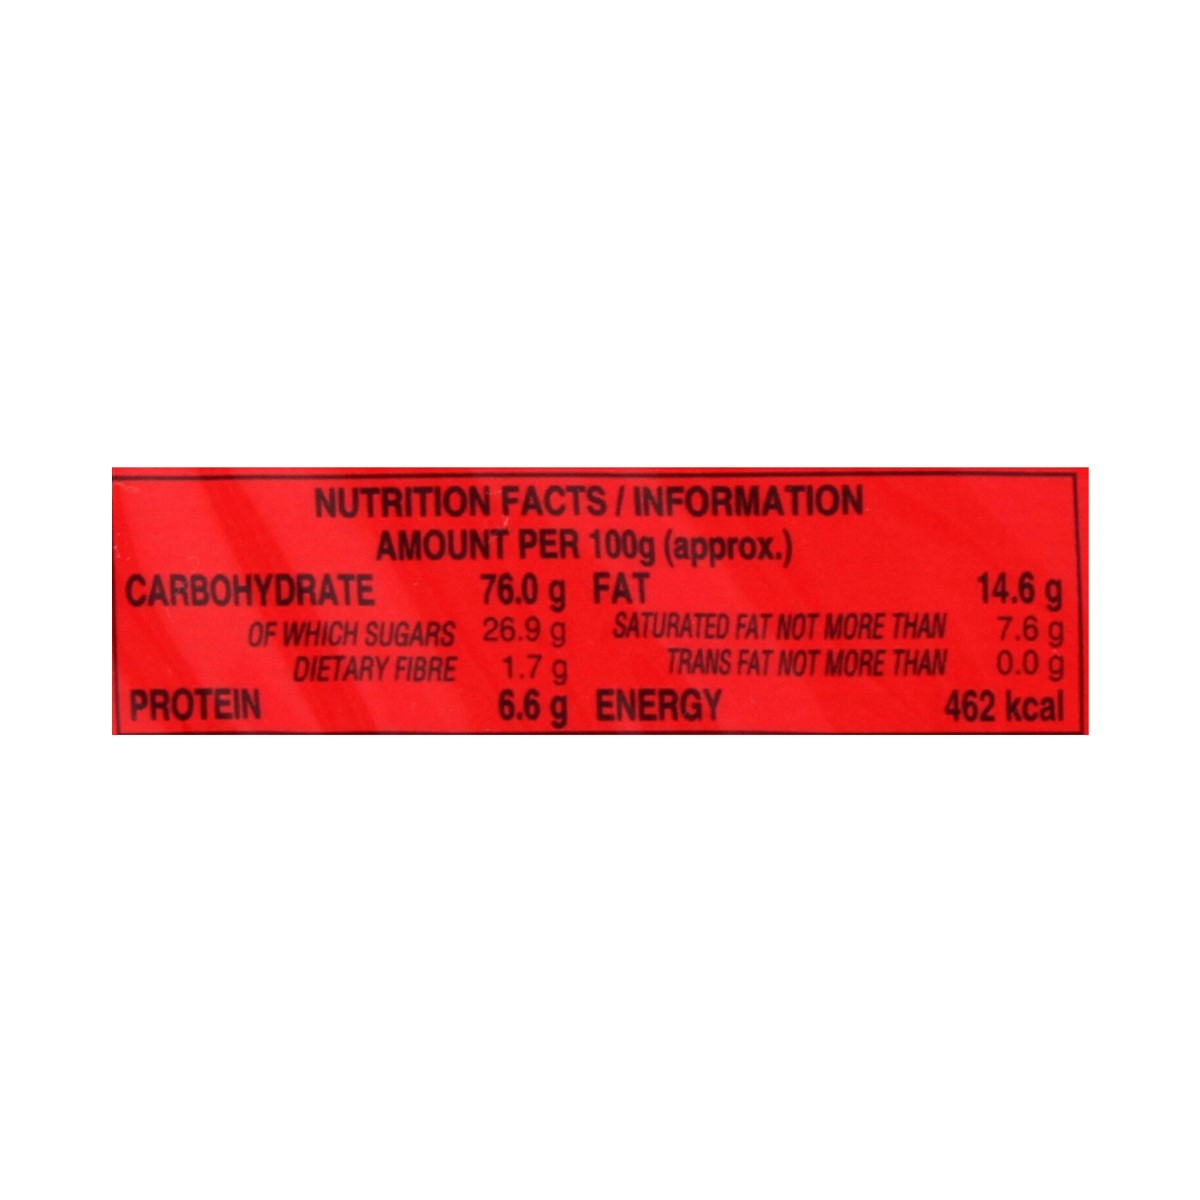 NUTRITION FACTS / INFORMATION
AMOUNT PER 100g (approx.)
CARBOHYDRATE 76.0 g FAT 14.6 g
OF WHICH SUGARS 26.9 g SATURATED FAT NOT MORE THAN 7.6 g
DIETARY FIBRE 1.7 g TRANS FAT NOT MORE THAN 0.0 g
PROTEIN 6.6 g ENERGY 462 kcal